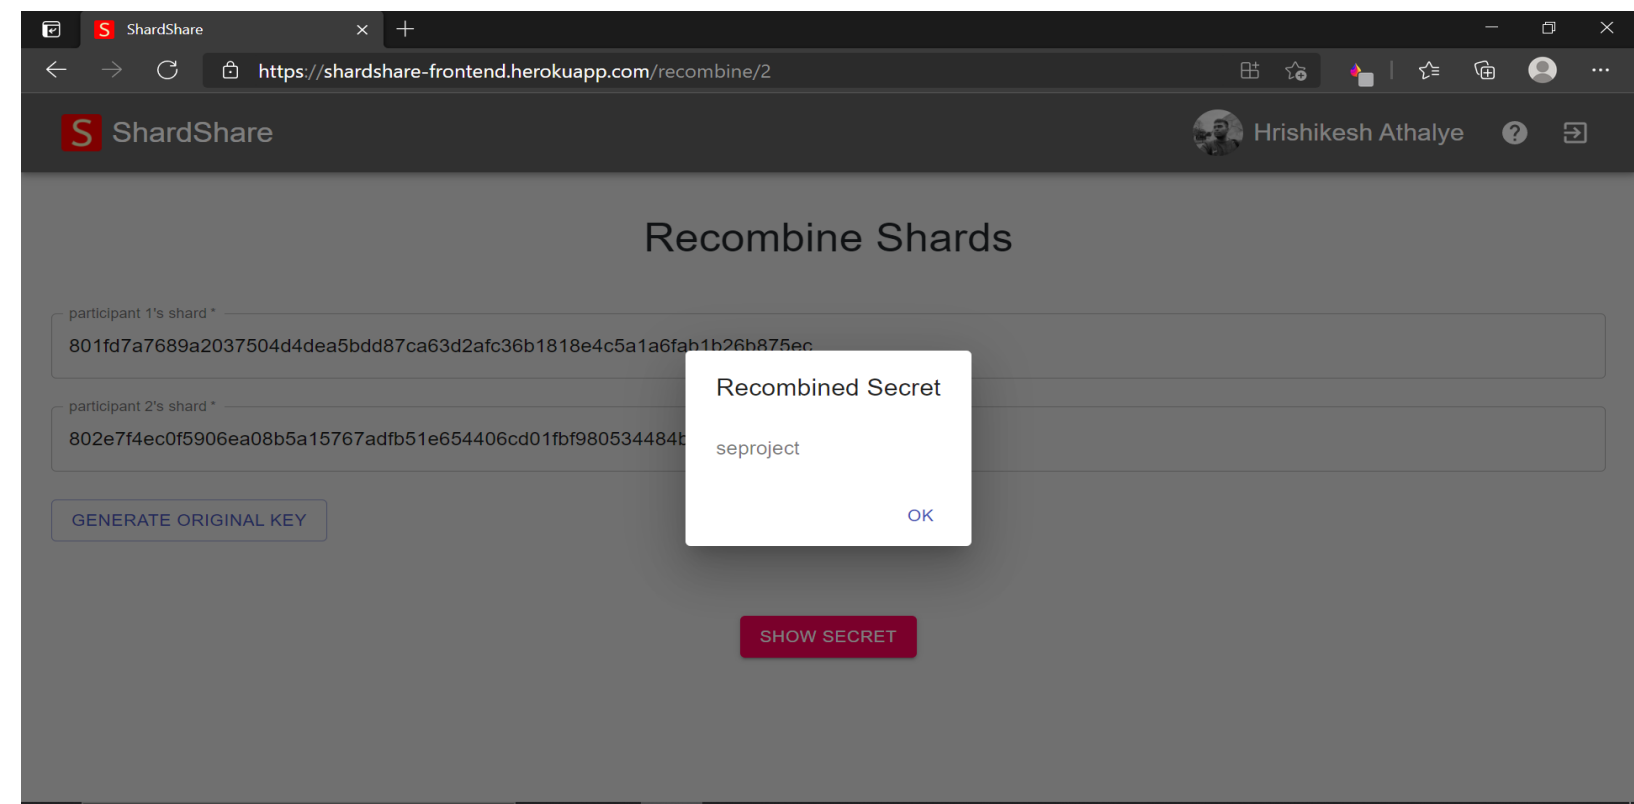 S ShardShare
https://shardshare-frontend.herokuapp.com/recombine/2
S ShardShare
Hrishikesh Athalye
Recombine Shards
participant 1's shard *
801fd7a7689a2037504d4dea5bdd87ca63d2afc36b1818e4c5a1a6fab1b26b875ec
participant 2's shard *
802e7f4ec0f5906ea08b5a15767adfb51e654406cd01fbf980534484b
Recombined Secret
seproject
OK
GENERATE ORIGINAL KEY
SHOW SECRET